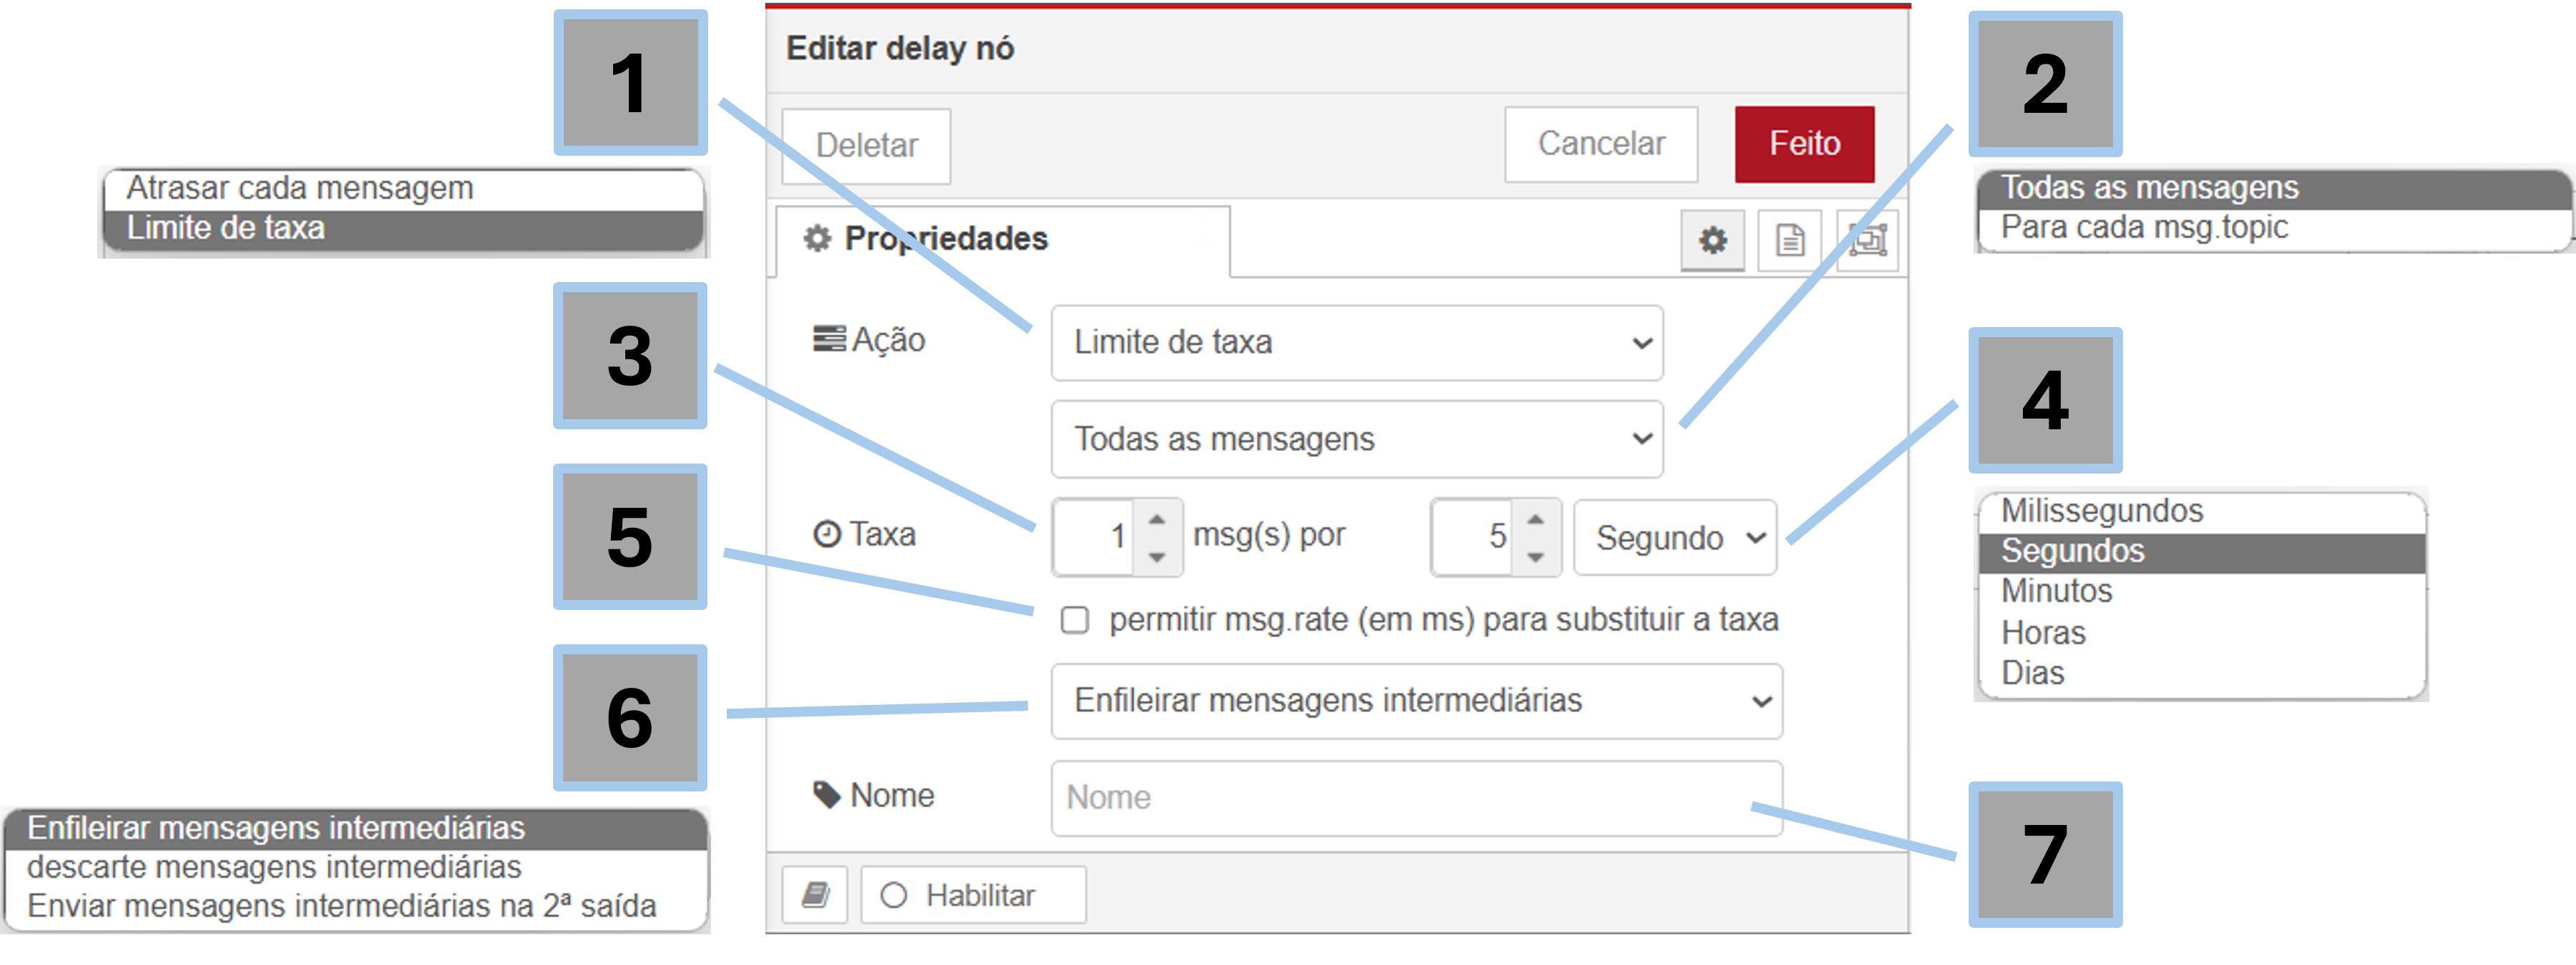 1
Editar delay nó
2
Deletar
Cancelar
Feito
Atrasar cada mensagem
Limite de taxa
Todas as mensagens
Para cada msg.topic
Propriedades
3
Ação
Limite de taxa
4
Todas as mensagens
5
Taxa
1
msg(s) por
5
Segundo
Milissegundos
Segundos
Minutos
Horas
Dias
permitir msg.rate (em ms) para substituir a taxa
6
Enfileirar mensagens intermediárias
Nome
Nome
7
Enfileirar mensagens intermediárias
descarte mensagens intermediárias
Enviar mensagens intermediárias na 2ª saída
Habilitar